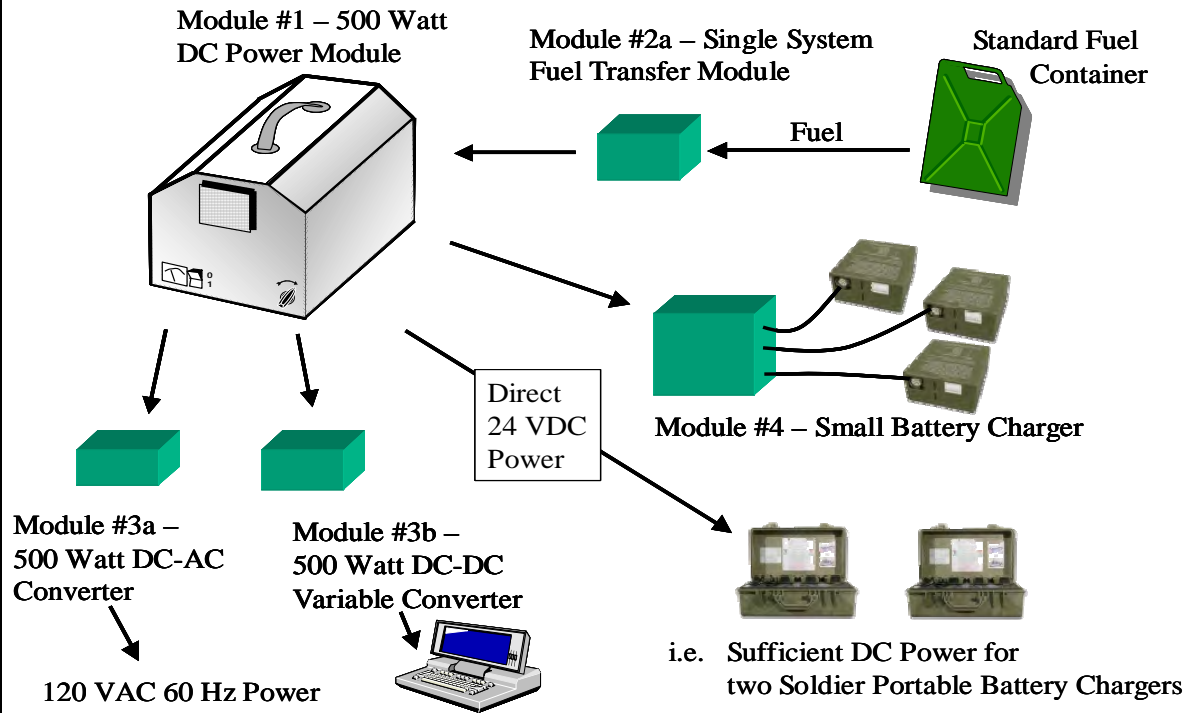 Module #1 – 500 Watt
DC Power Module
Module #2a – Single System
Fuel Transfer Module
Standard Fuel
Container
Fuel
0
1
Direct
24 VDC
Power
Module #4 – Small Battery Charger
Module #3a –
500 Watt DC-AC
Converter
120 VAC 60 Hz Power
Module #3b –
500 Watt DC-DC
Variable Converter
i.e. Sufficient DC Power for
two Soldier Portable Battery Chargers